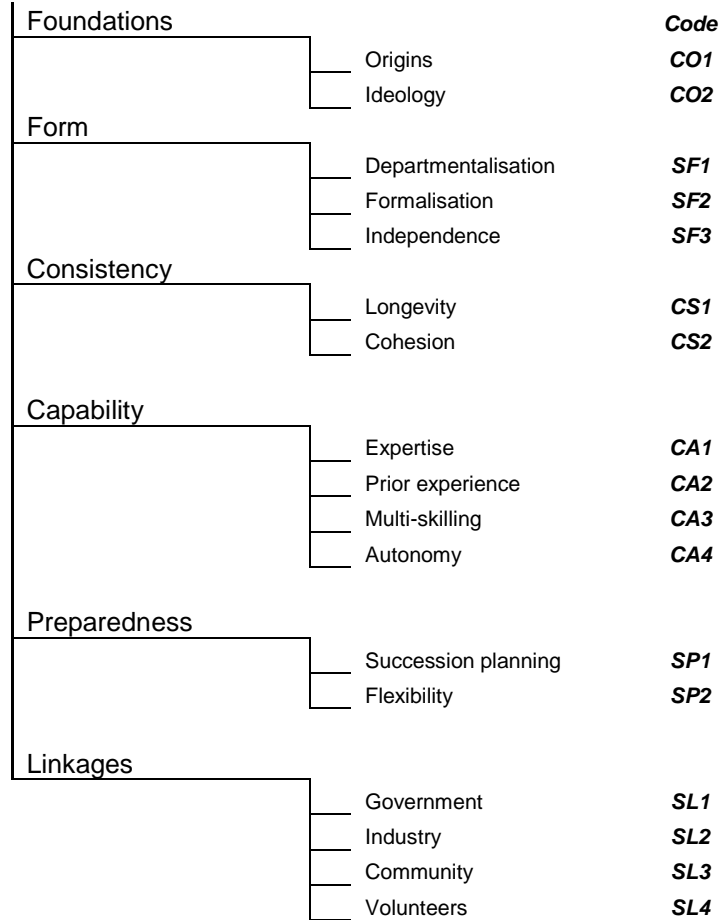 Foundations Code
Origins CO1
Ideology CO2
Form
Departmentalisation SF1
Formalisation SF2
Independence SF3
Consistency
Longevity CS1
Cohesion CS2
Capability
Expertise CA1
Prior experience CA2
Multi-skilling CA3
Autonomy CA4
Preparedness
Succession planning SP1
Flexibility SP2
Linkages
Government SL1
Industry SL2
Community SL3
Volunteers SL4